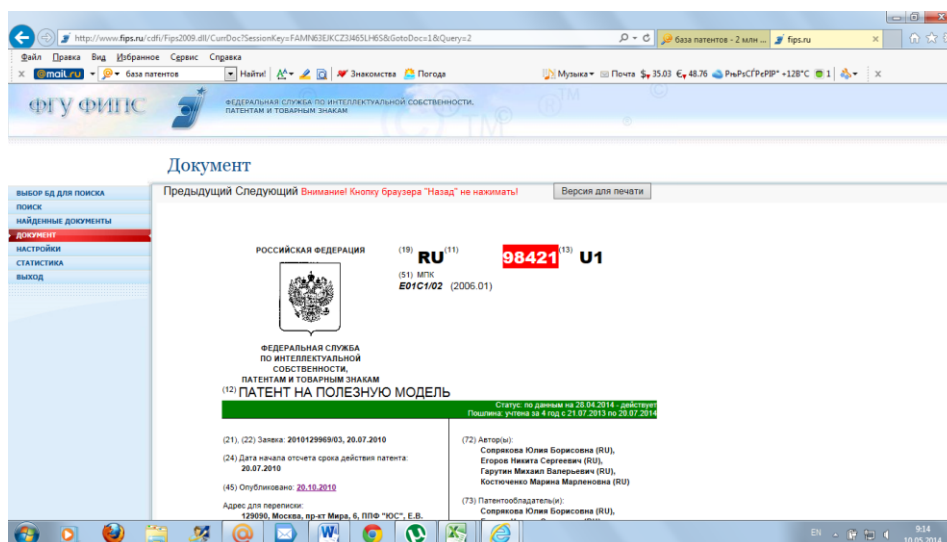 http://www.fips.ru/cdfi/Fips2009.dll/CurrDoc?SessionKey=FAMN63EJKCZ3J465LH6S&GotoDoc=1&Query=2
база патентов - 2 млн ...
fips.ru
Файл Правка Вид Избранное Сервис Справка
@mail.ru база патентов Найти! Знакомства Погода Музыка Почта 35.03 48.76 +128°C 1
ФГУ ФИПС
ФЕДЕРАЛЬНАЯ СЛУЖБА ПО ИНТЕЛЛЕКТУАЛЬНОЙ СОБСТВЕННОСТИ,
ПАТЕНТАМ И ТОВАРНЫМ ЗНАКАМ
Документ
Предыдущий Следующий Внимание! Кнопку браузера "Назад" не нажимать! Версия для печати
ВЫБОР БД ДЛЯ ПОИСКА
ПОИСК
НАЙДЕННЫЕ ДОКУМЕНТЫ
ДОКУМЕНТ
НАСТРОЙКИ
СТАТИСТИКА
ВЫХОД
РОССИЙСКАЯ ФЕДЕРАЦИЯ
ФЕДЕРАЛЬНАЯ СЛУЖБА
ПО ИНТЕЛЛЕКТУАЛЬНОЙ
СОБСТВЕННОСТИ,
ПАТЕНТАМ И ТОВАРНЫМ ЗНАКАМ
(19) RU (11) 98421 (13) U1
(51) МПК
E01C1/02 (2006.01)
(12) ПАТЕНТ НА ПОЛЕЗНУЮ МОДЕЛЬ
Статус: по данным на 28.04.2014 - действует
Пошлина: учтена за 4 год с 21.07.2013 по 20.07.2014
(21), (22) Заявка: 2010129969/03, 20.07.2010
(24) Дата начала отсчета срока действия патента:
20.07.2010
(45) Опубликовано: 20.10.2010
Адрес для переписки:
129090, Москва, пр-кт Мира, 6, ППФ "ЮС", Е.В.
(72) Автор(ы):
Сопрякова Юлия Борисовна (RU),
Егоров Никита Сергеевич (RU),
Гарутин Михаил Валерьевич (RU),
Костюченко Марина Марленовна (RU)
(73) Патентообладатель(и):
Сопрякова Юлия Борисовна (RU),
EN
9:14
10.05.2014